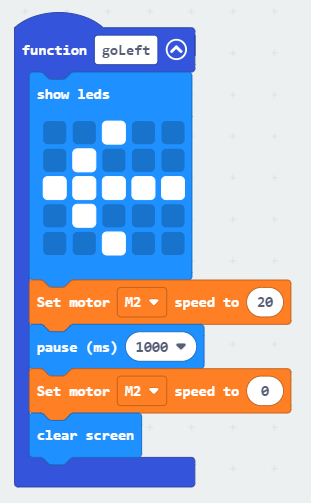 function goLeft
show leds
Set motor M2 speed to 20
pause (ms) 1000
Set motor M2 speed to 0
clear screen